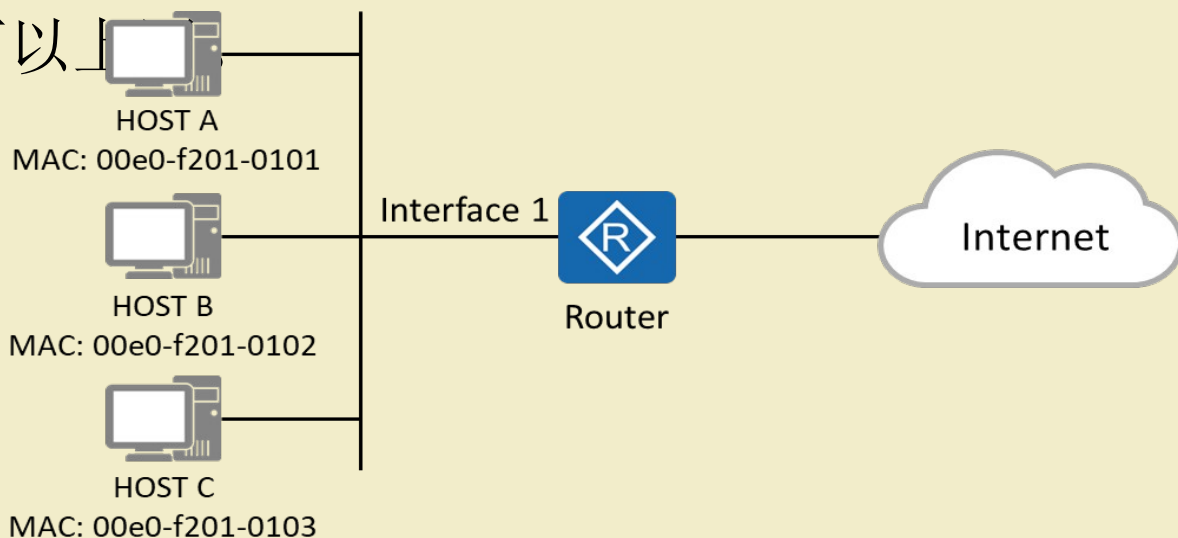 以上
HOST A
MAC: 00e0-f201-0101
Interface 1
HOST B
MAC: 00e0-f201-0102
R
Router
Internet
HOST C
MAC: 00e0-f201-0103